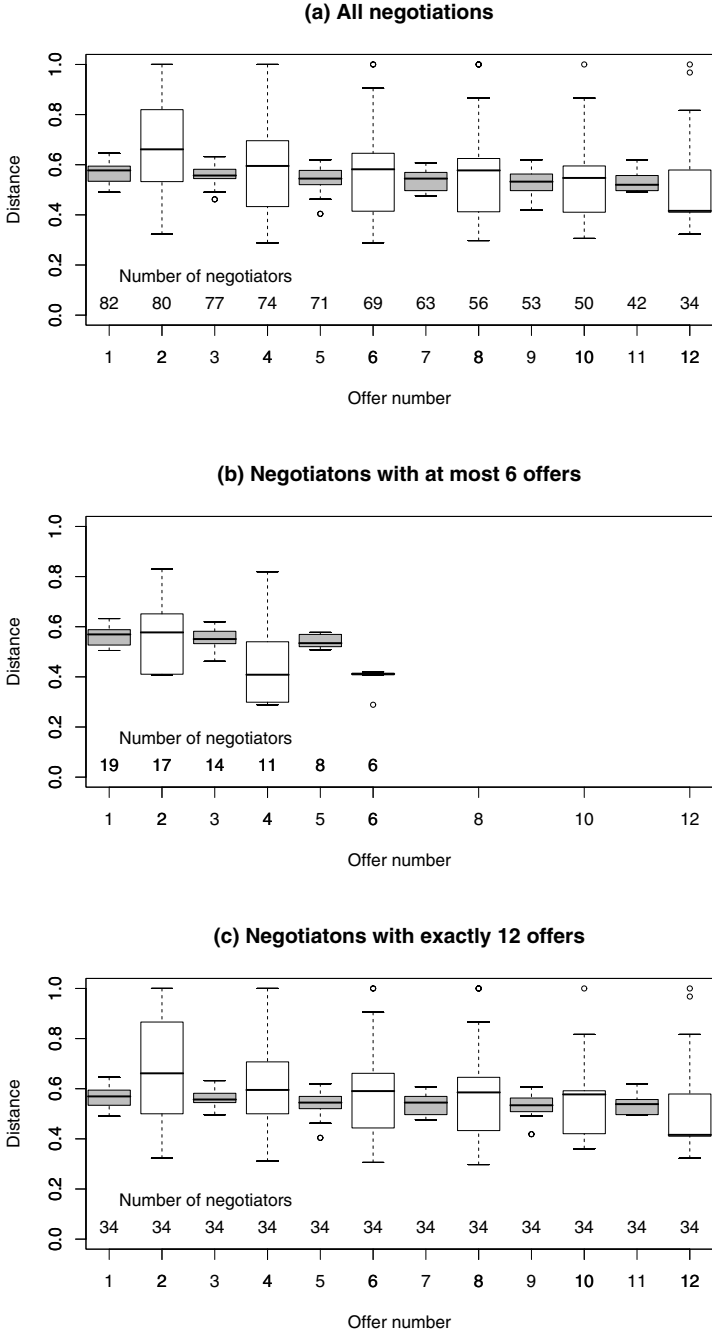 (a) All negotiations
1.0
0.8
0.6
0.4
0.2
0.0
Distance
Number of negotiators
82 80 77 74 71 69 63 56 53 50 42 34
1 2 3 4 5 6 7 8 9 10 11 12
Offer number
(b) Negotiatons with at most 6 offers
1.0
0.8
0.6
0.4
0.2
0.0
Distance
Number of negotiators
19 17 14 11 8 6
1 2 3 4 5 6 8 10 12
Offer number
(c) Negotiatons with exactly 12 offers
1.0
0.8
0.6
0.4
0.2
0.0
Distance
Number of negotiators
34 34 34 34 34 34 34 34 34 34 34 34
1 2 3 4 5 6 7 8 9 10 11 12
Offer number